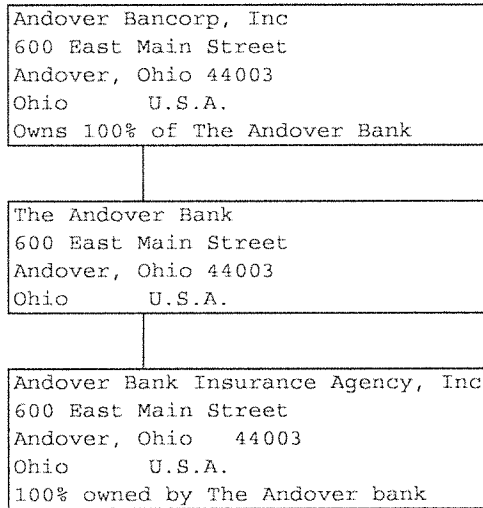 Andover Bancorp, Inc
600 East Main Street
Andover, Ohio 44003
Ohio U.S.A.
Owns 100% of The Andover Bank
The Andover Bank
600 East Main Street
Andover, Ohio 44003
Ohio U.S.A.
Andover Bank Insurance Agency, Inc
600 East Main Street
Andover, Ohio 44003
Ohio U.S.A.
100% owned by The Andover bank